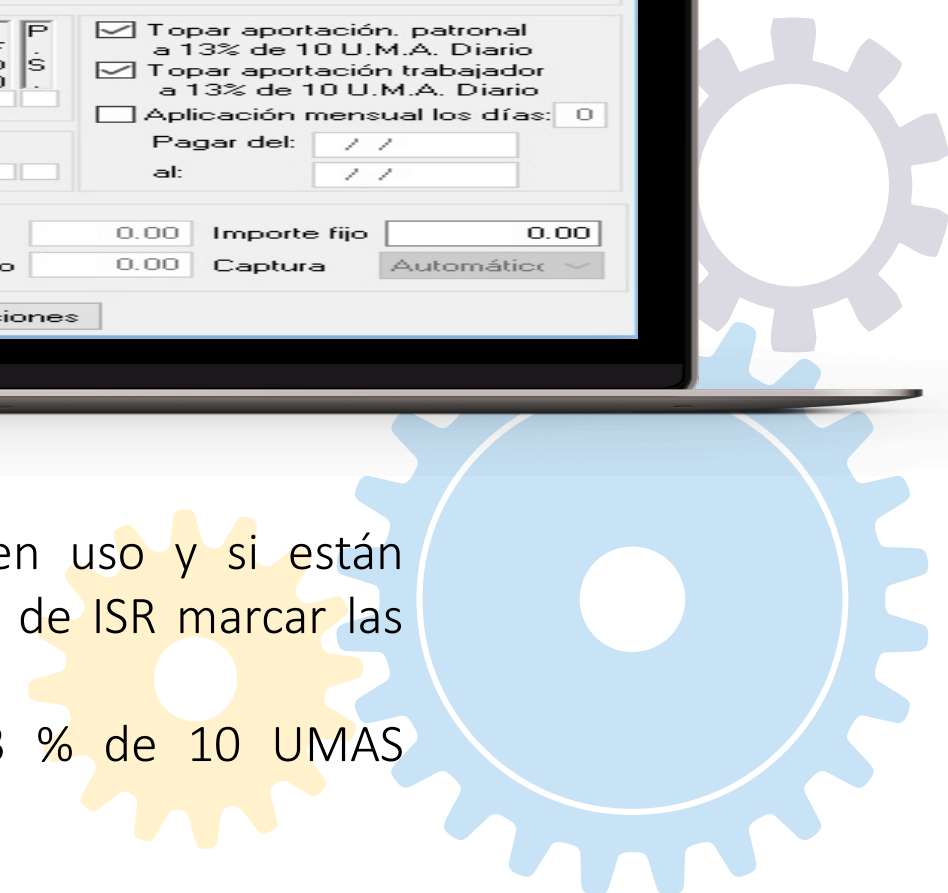 P
.
S
.
Topar aportación. patronal
a 13% de 10 U.M.A. Diario
Topar aportación trabajador
a 13% de 10 U.M.A. Diario
Aplicación mensual los días: 0
Pagar del: / /
al: / /
0.00 Importe fijo 0.00
o 0.00 Captura Automátic
ciones
en uso y si están
de ISR marcar las
% de 10 UMAS